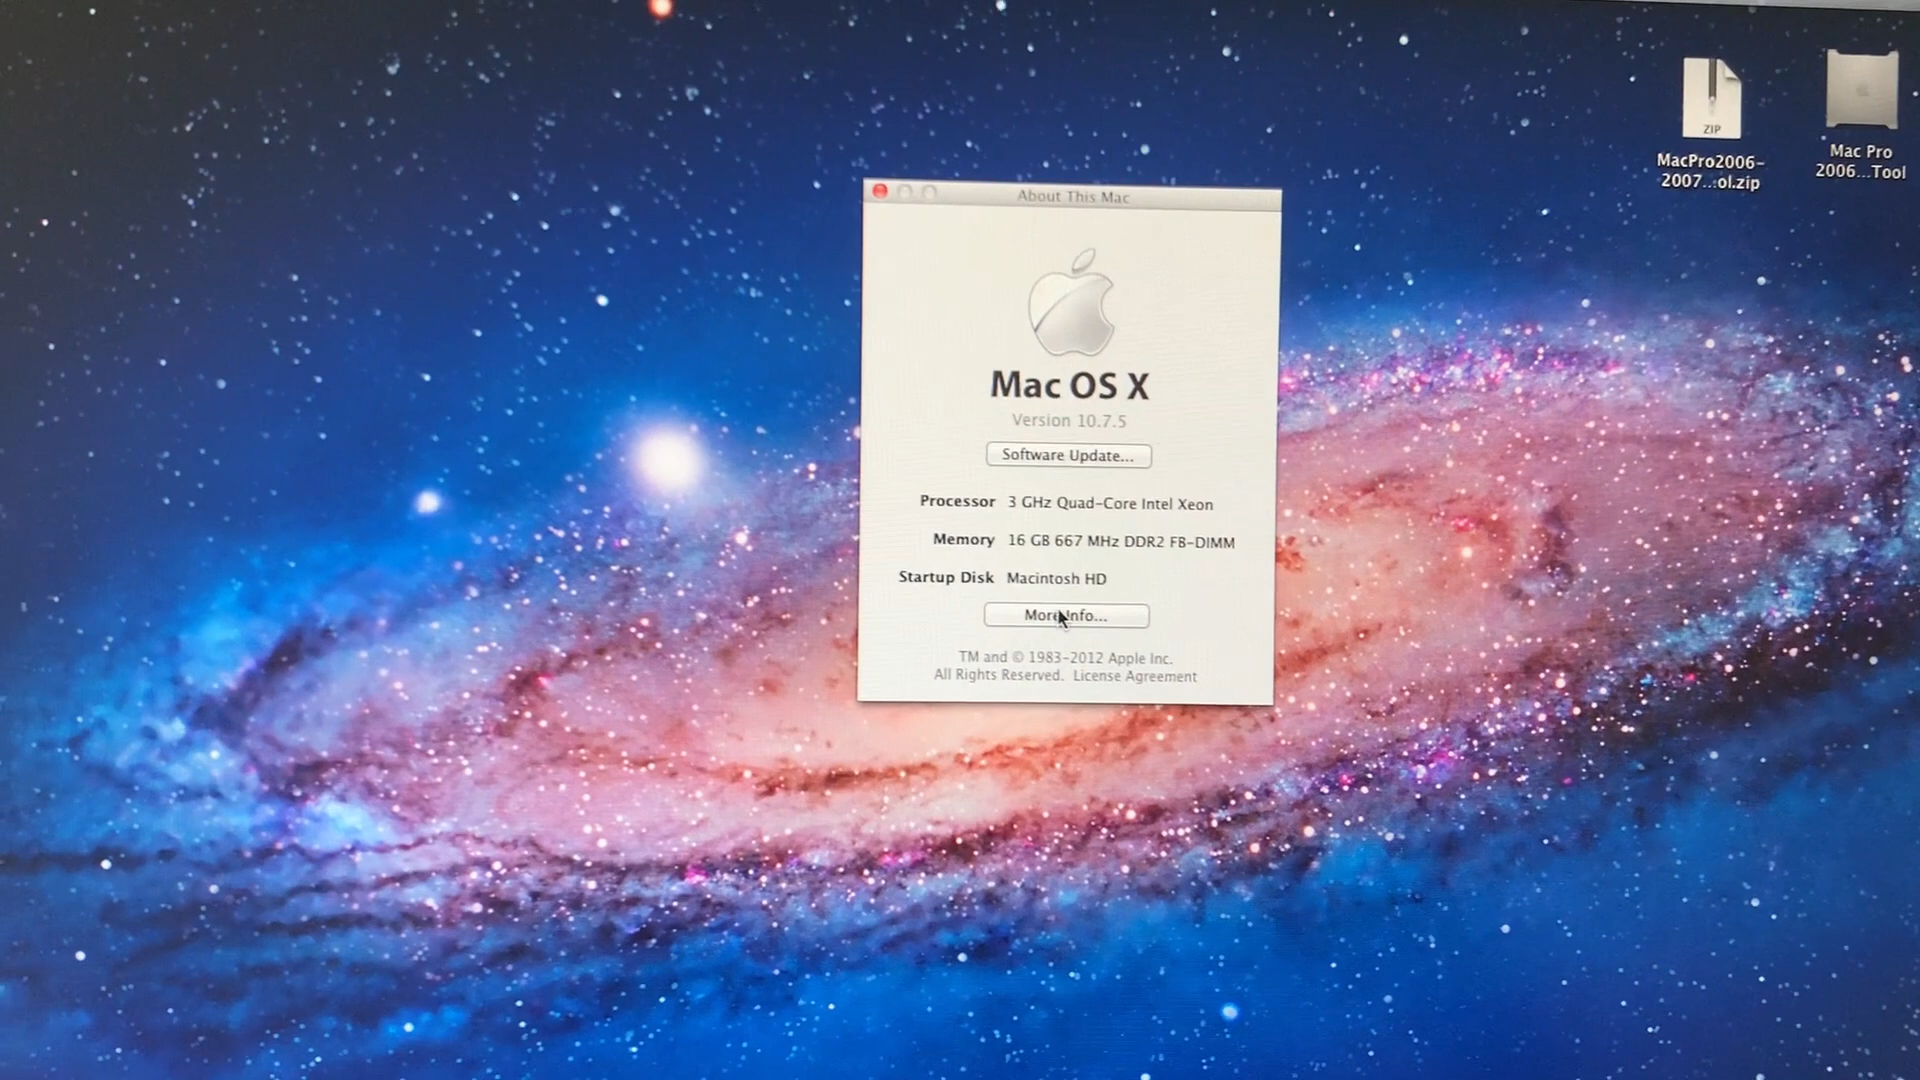 ZIP
MacPro2006-
2007...ol.zip
Mac Pro
2006...Tool
About This Mac
Mac OS X
Version 10.7.5
Software Update...
Processor 3 GHz Quad-Core Intel Xeon
Memory 16 GB 667 MHz DDR2 FB-DIMM
Startup Disk Macintosh HD
More Info...
TM and © 1983-2012 Apple Inc.
All Rights Reserved. License Agreement